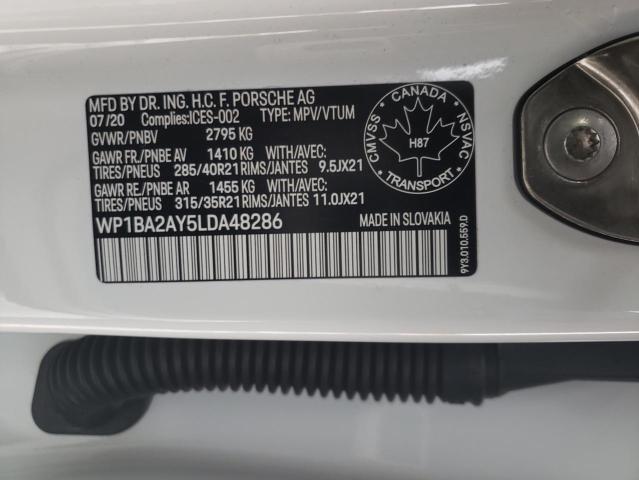 MFD BY DR. ING. H.C. F. PORSCHE AG
07/20 Complies:ICES-002 TYPE: MPV/VTUM
GVWR/PNBV 2795 KG
GAWR FR./PNBE AV 1410 KG WITH/AVEC:
TIRES/PNEUS 285/40R21 RIMS/JANTES 9.5JX21
GAWR RE./PNBE AR 1455 KG WITH/AVEC:
TIRES/PNEUS 315/35R21 RIMS/JANTES 11.0JX21
WP1BA2AY5LDA48286 MADE IN SLOVAKIA
CANADA
CMVSS
NSVAC
H87
TRANSPORT
9Y3.010.559.D